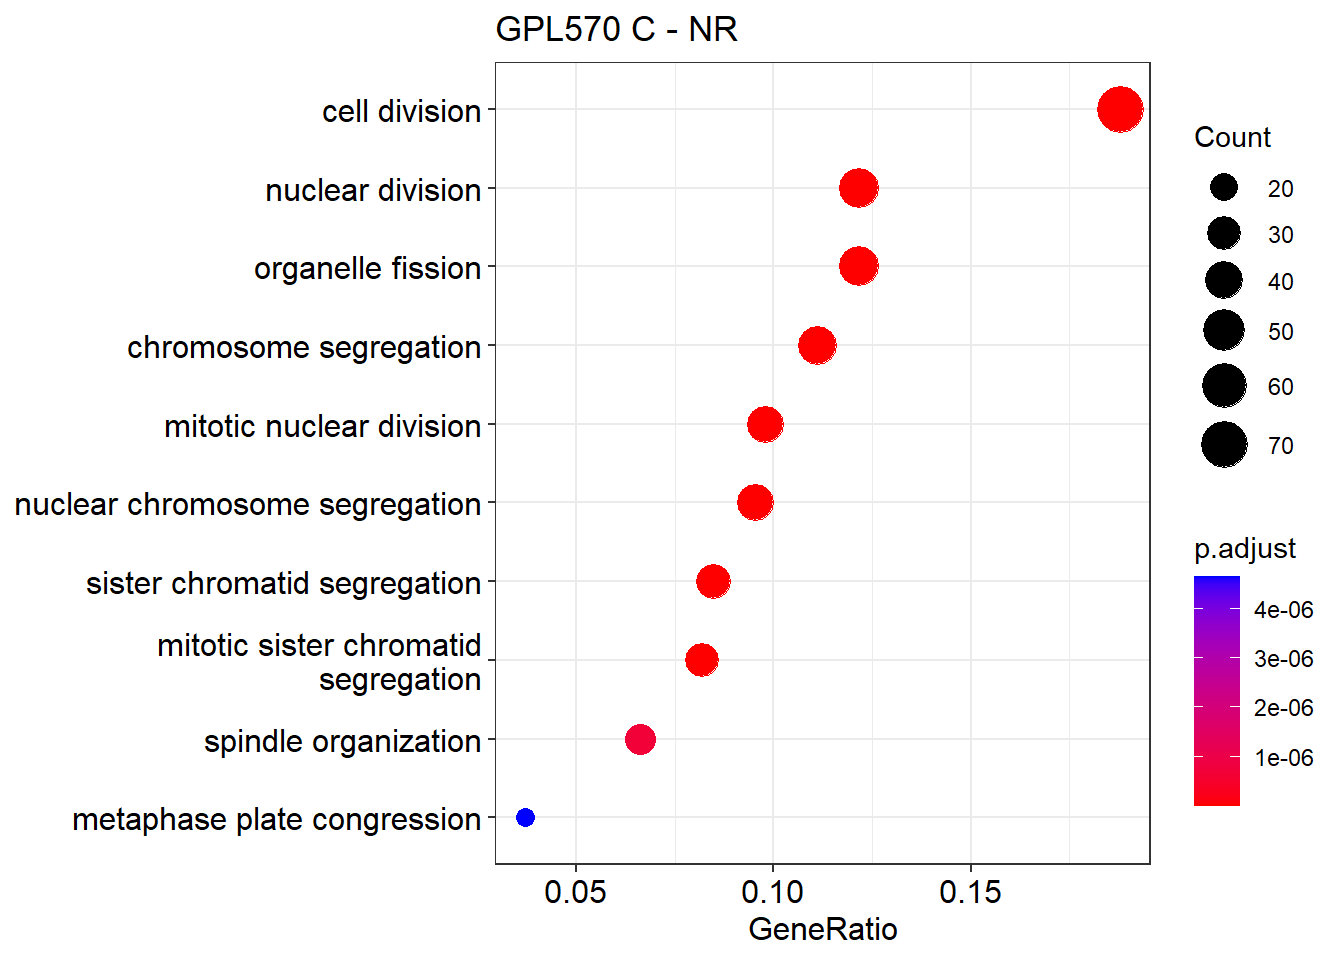 GPL570 C - NR
cell division
nuclear division
organelle fission
chromosome segregation
mitotic nuclear division
nuclear chromosome segregation
sister chromatid segregation
mitotic sister chromatid
segregation
spindle organization
metaphase plate congression
0.05
0.10
0.15
GeneRatio
Count
20
30
40
50
60
70
p.adjust
4e-06
3e-06
2e-06
1e-06